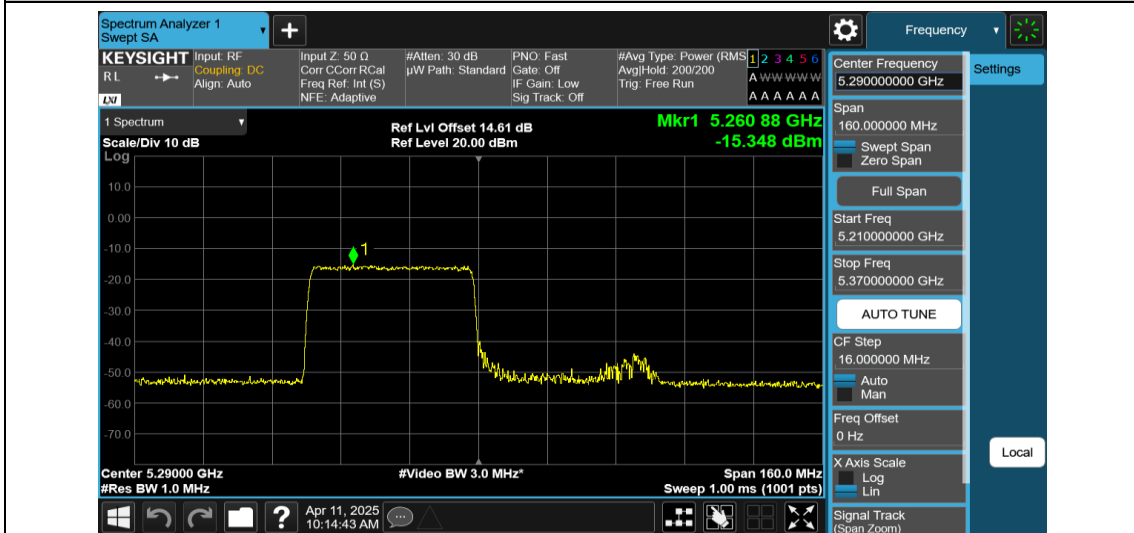 Spectrum Analyzer 1
Swept SA
Frequency
KEYSIGHT
R L
LXI
Input: RF
Coupling: DC
Align: Auto
Input Z: 50 Ω
Corr CCorr RCal
Freq Ref: Int (S)
NFE: Adaptive
#Atten: 30 dB
µW Path: Standard
PNO: Fast
Gate: Off
IF Gain: Low
Sig Track: Off
#Avg Type: Power (RMS
Avg|Hold: 200/200
Trig: Free Run
1 2 3 4 5 6
A W W W W W
A A A A A A
1 Spectrum
Scale/Div 10 dB
Log
Ref Lvl Offset 14.61 dB
Ref Level 20.00 dBm
Mkr1 5.260 88 GHz
-15.348 dBm
10.0
0.00
-10.0
-20.0
-30.0
-40.0
-50.0
-60.0
-70.0
1
Center 5.29000 GHz
#Res BW 1.0 MHz
#Video BW 3.0 MHz*
Span 160.0 MHz
Sweep 1.00 ms (1001 pts)
Center Frequency
5.290000000 GHz
Span
160.000000 MHz
Swept Span
Zero Span
Full Span
Start Freq
5.210000000 GHz
Stop Freq
5.370000000 GHz
AUTO TUNE
CF Step
16.000000 MHz
Auto
Man
Freq Offset
0 Hz
X Axis Scale
Log
Lin
Signal Track
(Span Zoom)
Settings
Local
?
Apr 11, 2025
10:14:43 AM